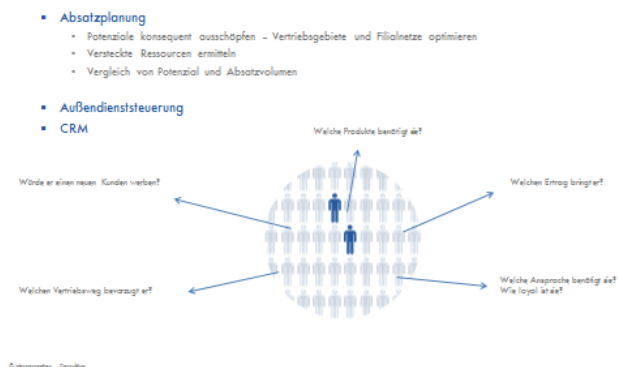 Absatzplanung
Potenziale konsequent ausschöpfen – Vertriebsgebiete und Filialnetze optimieren
Versteckte Ressourcen ermitteln
Vergleich von Potenzial und Absatzvolumen
Außendienststeuerung
CRM
Welche Produkte benötigt sie?
Würde er einen neuen Kunden werben?
Welchen Ertrag bringt er?
Welchen Vertriebsweg bevorzugt er?
Welche Ansprache benötigt sie?
Wie loyal ist sie?